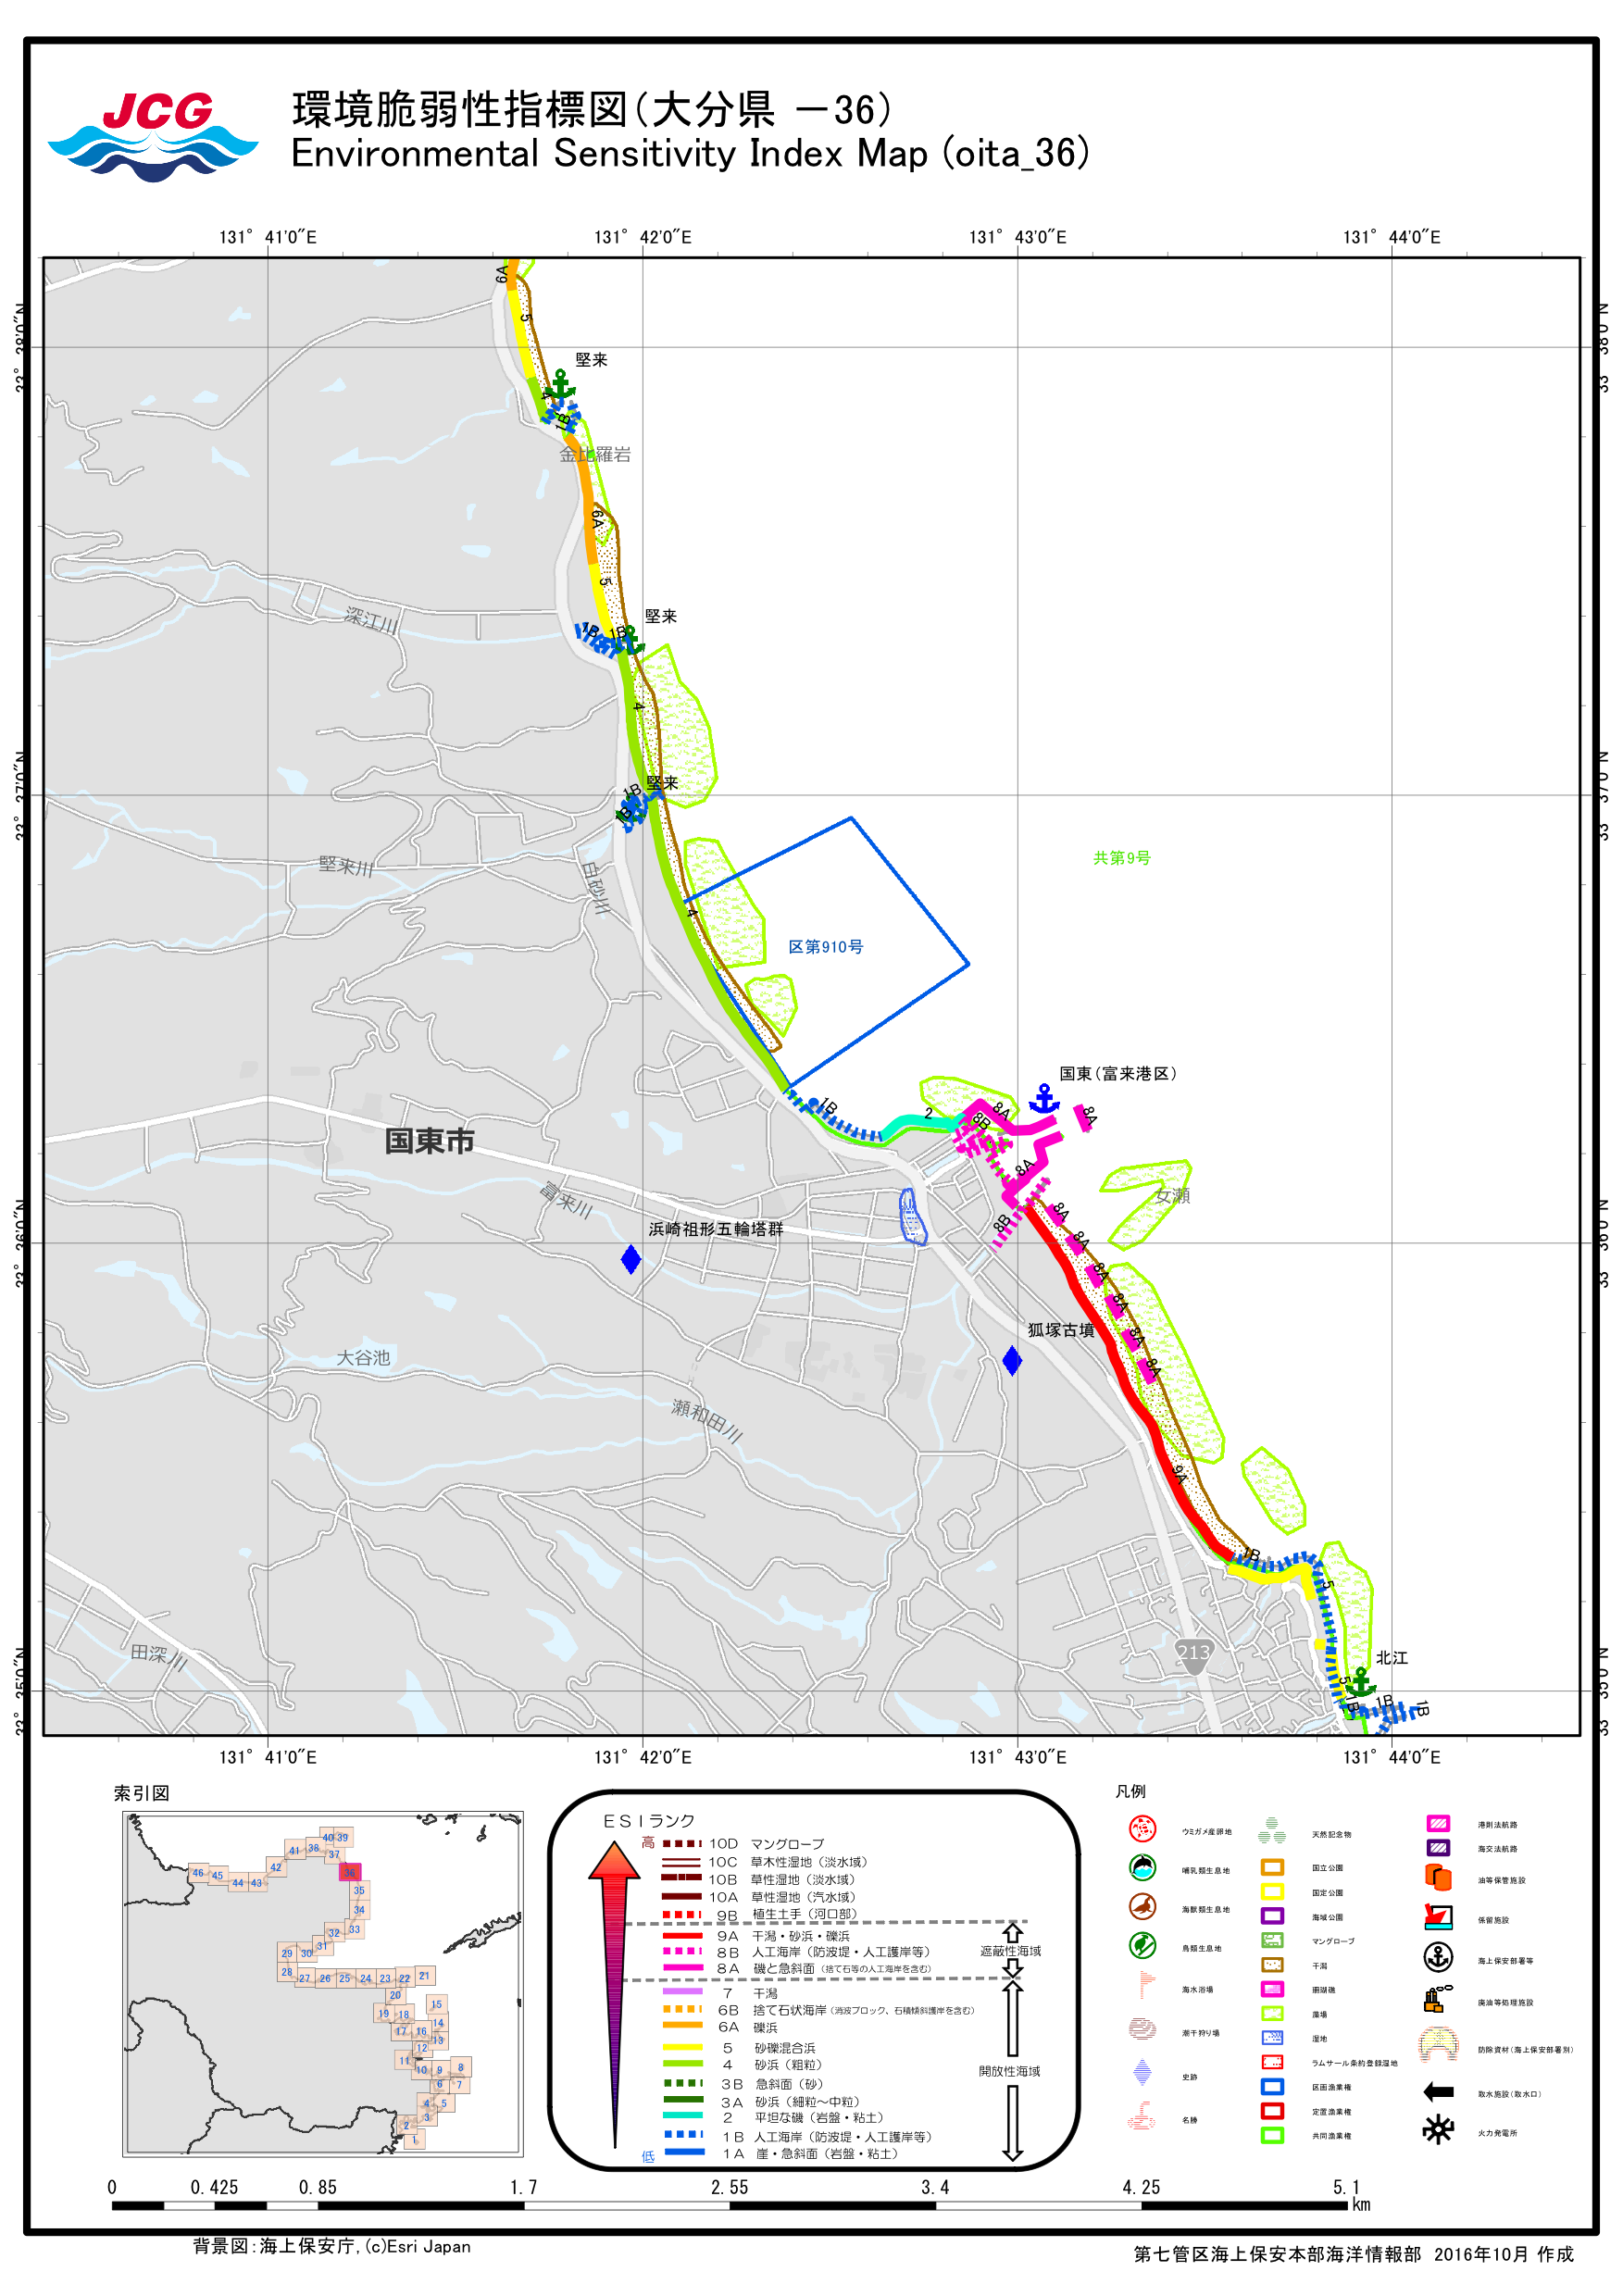 JCG
環境脆弱性指標図(大分県 －36)
Environmental Sensitivity Index Map (oita_36)
131° 41'0"E
131° 42'0"E
131° 43'0"E
131° 44'0"E
33° 38'0"N
33° 37'0"N
33° 36'0"N
33° 35'0"N
6A
5
堅来
4
1B
金比羅岩
6A
5
深江川
堅来
1B
1B
4
堅来
1B
1B
堅来川
白砂川
共第9号
4
区第910号
国東(富来港区)
1B
2
8A
8B
8A
8A
国東市
富来川
女瀬
8B
浜崎祖形五輪塔群
8A
8A
8A
8A
8A
8A
狐塚古墳
大谷池
瀬和田川
9A
1B
5
213
田深川
北江
5
1B
1B
1B
131° 41'0"E
131° 42'0"E
131° 43'0"E
131° 44'0"E
索引図
40 39
41 38 37
46 45 44 43 42 36
35
34
32 33
29 30 31
28 27 26 25 24 23 22 21
20
19 18 15
17 16 14
13
12
11
10 9 8
6 7
4 5
3
2
1
ＥＳＩランク
高
10D マングローブ
10C 草木性湿地（淡水域）
10B 草性湿地（淡水域）
10A 草性湿地（汽水域）
9B 植生土手（河口部）
9A 干潟・砂浜・礫浜
8B 人工海岸（防波堤・人工護岸等）
8A 磯と急斜面（捨て石等の人工海岸を含む）
7 干潟
6B 捨て石状海岸（消波ブロック、石積傾斜護岸を含む）
6A 礫浜
5 砂礫混合浜
4 砂浜（粗粒）
3B 急斜面（砂）
3A 砂浜（細粒～中粒）
2 平坦な磯（岩盤・粘土）
1B 人工海岸（防波堤・人工護岸等）
1A 崖・急斜面（岩盤・粘土）
低
遮蔽性海域
開放性海域
凡例
ウミガメ産卵地
哺乳類生息地
海獣類生息地
鳥類生息地
海水浴場
潮干狩り場
史跡
名勝
天然記念物
国立公園
国定公園
海域公園
マングローブ
干潟
珊瑚礁
藻場
湿地
ラムサール条約登録湿地
区画漁業権
定置漁業権
共同漁業権
港則法航路
海交法航路
油等保管施設
保留施設
海上保安部署等
廃油等処理施設
防除資材(海上保安部署別)
取水施設(取水口)
火力発電所
0 0.425 0.85 1.7 2.55 3.4 4.25 5.1
km
背景図:海上保安庁,(c)Esri Japan
第七管区海上保安本部海洋情報部 2016年10月 作成